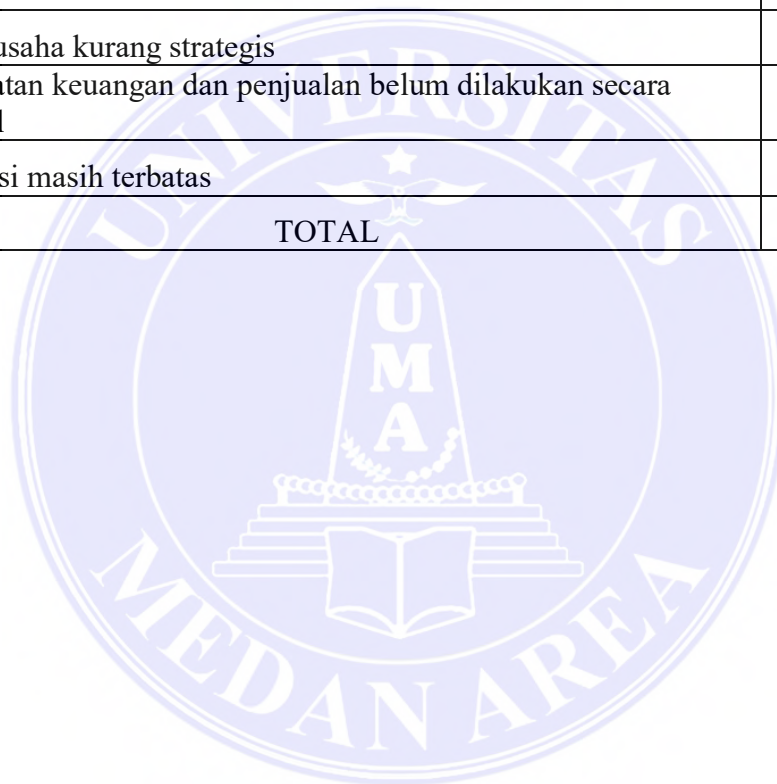 usaha kurang strategis
atan keuangan dan penjualan belum dilakukan secara
l
si masih terbatas
TOTAL
UNIVERSITAS
U
M
A
MEDAN AREA